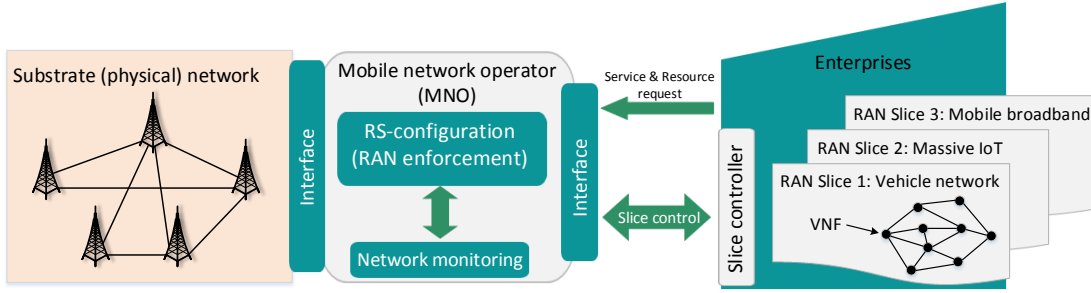 Substrate (physical) network
Interface
Mobile network operator
(MNO)
RS-configuration
(RAN enforcement)
Network monitoring
Interface
Service & Resource
request
Slice control
Slice controller
Enterprises
RAN Slice 3: Mobile broadband
RAN Slice 2: Massive IoT
RAN Slice 1: Vehicle network
VNF